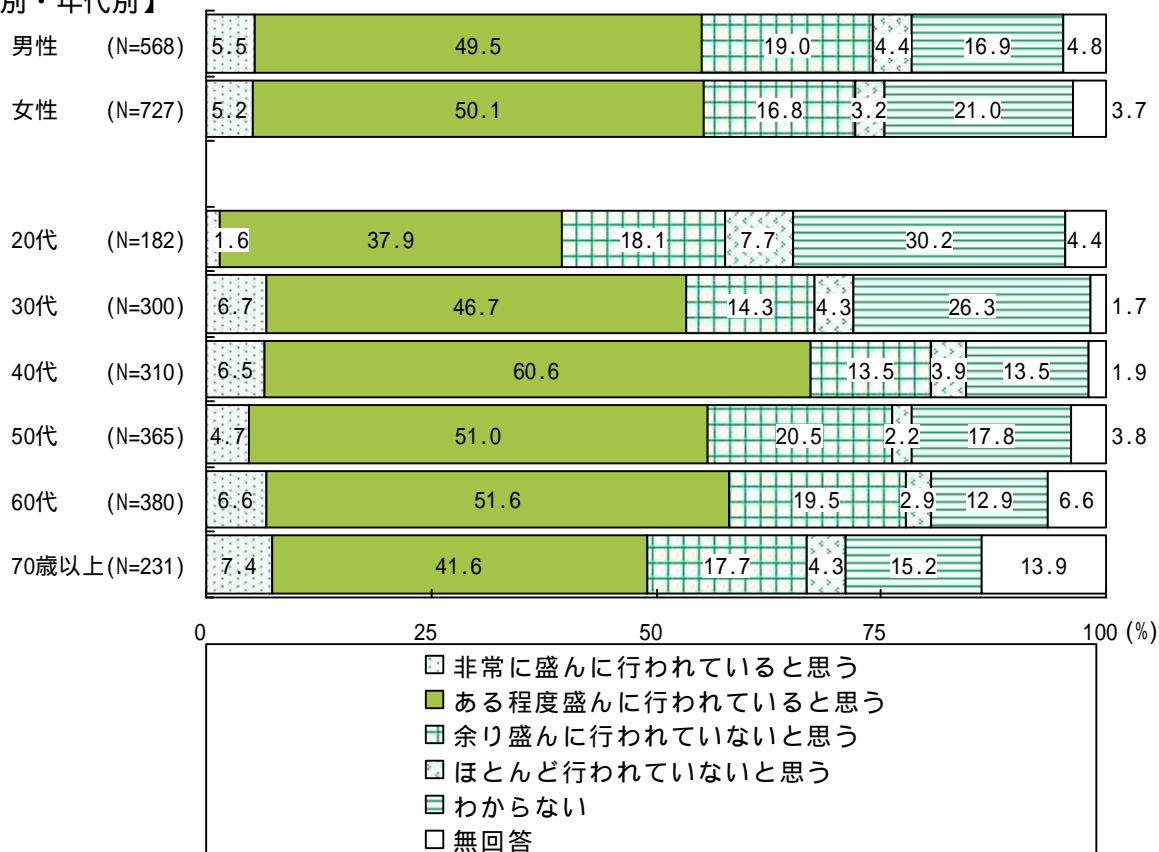 別・年代別】
男性 (N=568) 5.5 49.5 19.0 4.4 16.9 4.8
女性 (N=727) 5.2 50.1 16.8 3.2 21.0 3.7
20代 (N=182) 1.6 37.9 18.1 7.7 30.2 4.4
30代 (N=300) 6.7 46.7 14.3 4.3 26.3 1.7
40代 (N=310) 6.5 60.6 13.5 3.9 13.5 1.9
50代 (N=365) 4.7 51.0 20.5 2.2 17.8 3.8
60代 (N=380) 6.6 51.6 19.5 2.9 12.9 6.6
70歳以上(N=231) 7.4 41.6 17.7 4.3 15.2 13.9
0 25 50 75 100 (%)
非常に盛んに行われていると思う
ある程度盛んに行われていると思う
余り盛んに行われていないと思う
ほとんど行われていないと思う
わからない
無回答